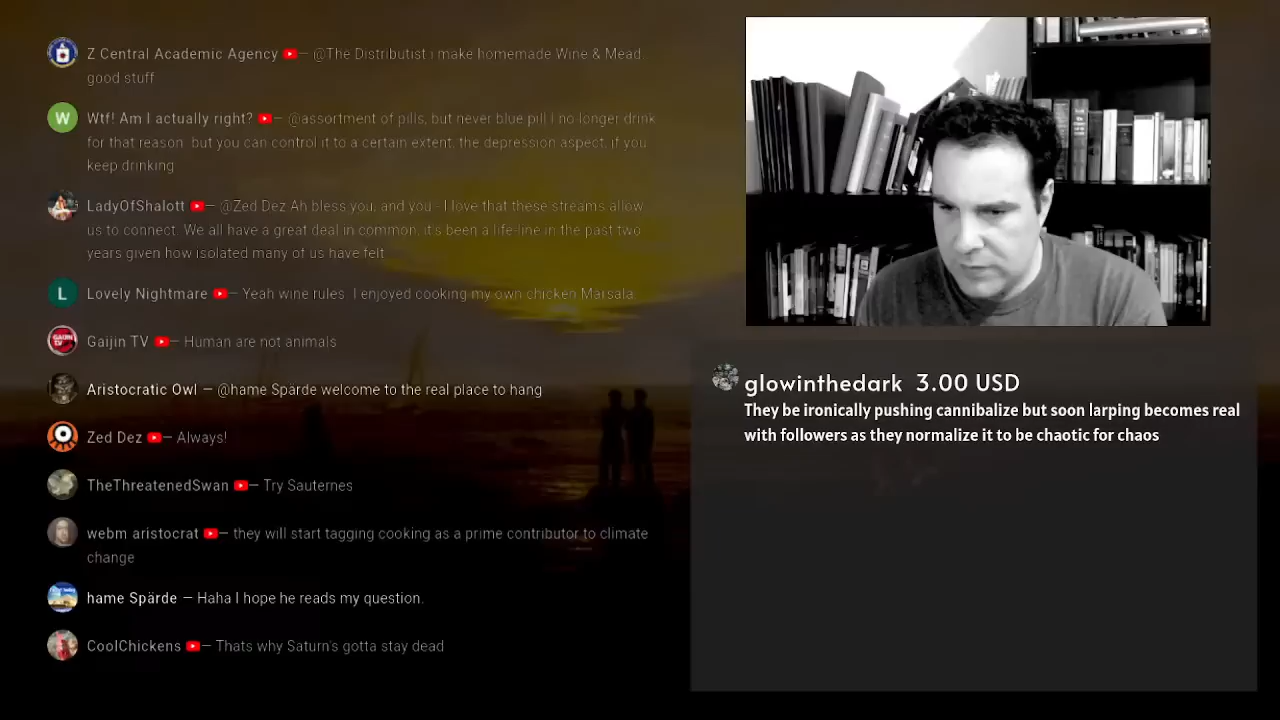 Z Central Academic Agency — @The Distributist i make homemade Wine & Mead
good stuff
W
Wtf! Am I actually right? — @assortment of pills, but never blue pill I no longer drink
for that reason but you can control it to a certain extent, the depression aspect, if you
keep drinking
LadyOfShalott — @Zed Dez Ah bless you, and you - I love that these streams allow
us to connect. We all have a great deal in common, it's been a life-line in the past two
years given how isolated many of us have felt
L
Lovely Nightmare — Yeah wine rules. I enjoyed cooking my own chicken Marsala.
GAIJIN
TV
Gaijin TV — Human are not animals
Aristocratic Owl — @hame Spärde welcome to the real place to hang
Zed Dez — Always!
TheThreatenedSwan — Try Sauternes
webm aristocrat — they will start tagging cooking as a prime contributor to climate
change
hame Spärde — Haha I hope he reads my question.
CoolChickens — Thats why Saturn's gotta stay dead
glowinthedark 3.00 USD
They be ironically pushing cannibalize but soon larping becomes real
with followers as they normalize it to be chaotic for chaos